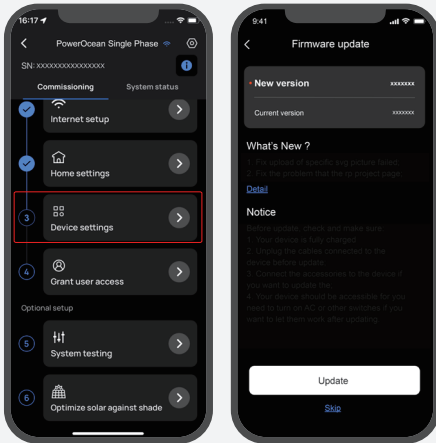 16:17
PowerOcean Single Phase
SN: xxxxxxxxxxxxxxxx
Commissioning
System status
Internet setup
Home settings
3
Device settings
4
Grant user access
Optional setup
5
System testing
6
Optimize solar against shade
9:41
Firmware update
New version
xxxxxxx
Current version
xxxxxxx
What's New ?
1. Fix upload of specific svg picture failed
2. Fix the problem that the qr project page
Detail
Notice
Before update, check and make sure:
1. Your device is fully charged.
2. Unplug the cables connected to the
device before update.
3. Connect the accessories to the device if
you want to update the.
4. Your device should be accessible for you
need to turn on AC or other switches if you
want to let them work after updating
Update
Skip